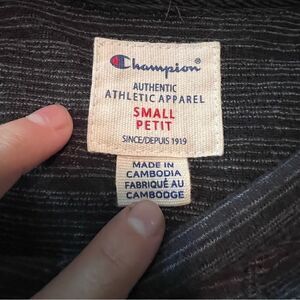 Champion
AUTHENTIC
ATHLETIC APPAREL
SMALL
PETIT
SINCE/DEPUIS 1919
MADE IN
CAMBODIA
FABRIQUÉ AU
CAMBODGE